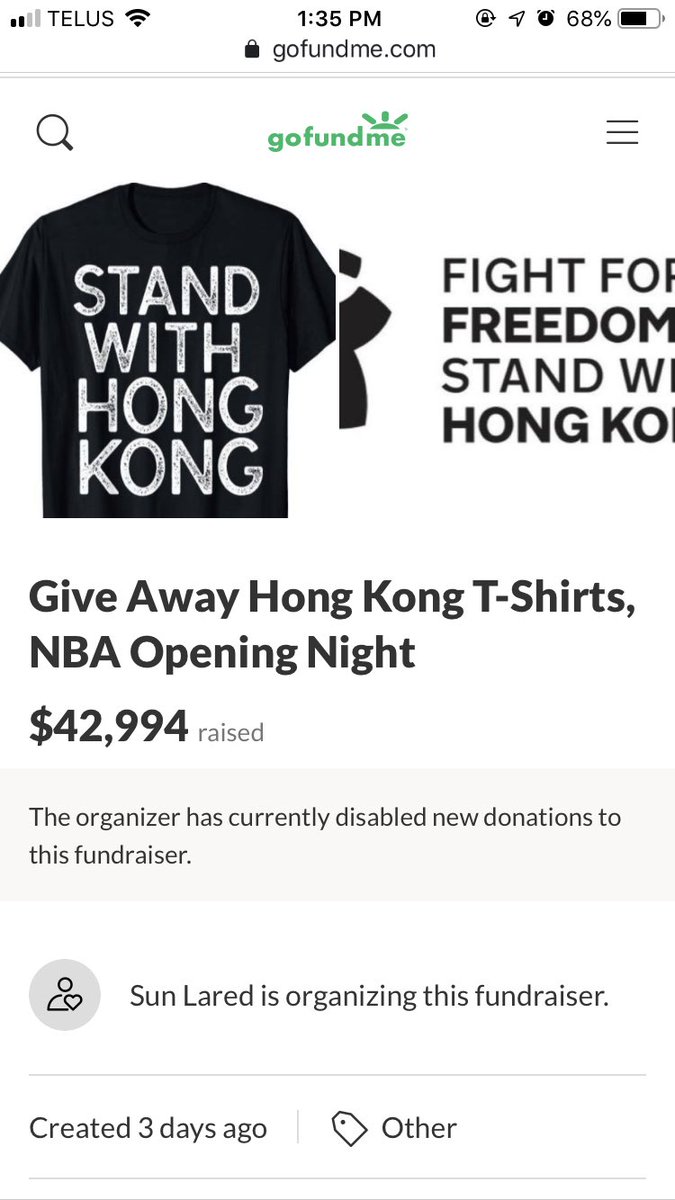 TELUS 1:35 PM 68%
gofundme.com
gofundme
STAND
WITH
HONG
KONG
FIGHT FOR
FREEDOM
STAND WI
HONG KO
Give Away Hong Kong T-Shirts,
NBA Opening Night
$42,994 raised
The organizer has currently disabled new donations to
this fundraiser.
Sun Lared is organizing this fundraiser.
Created 3 days ago
Other